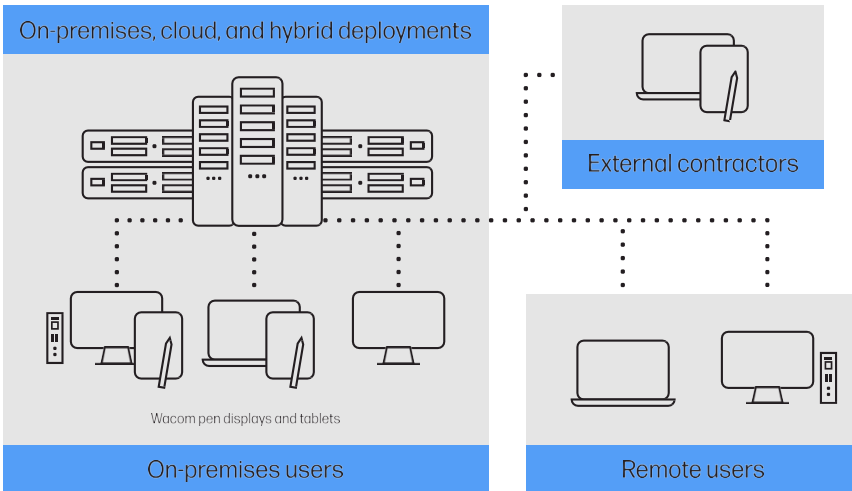 On-premises, cloud, and hybrid deployments
External contractors
Wacom pen displays and tablets
On-premises users
Remote users